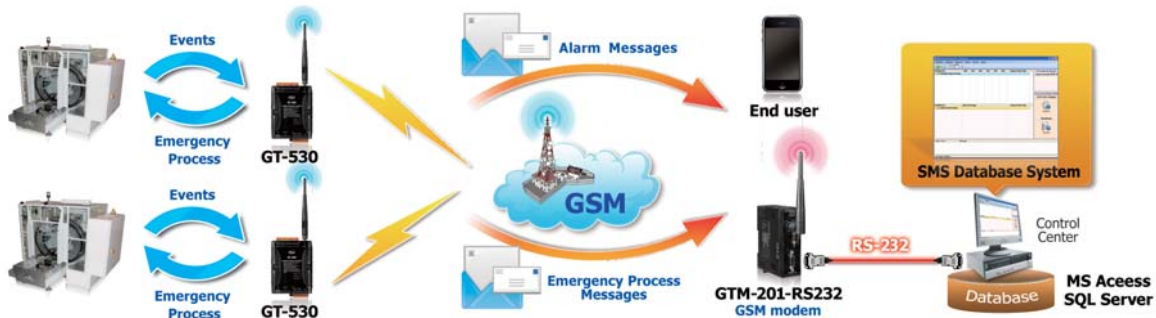 Events
Emergency
Process
GT-530
Events
Emergency
Process
GT-530
Alarm Messages
GSM
Emergency Process
Messages
End user
GTM-201-RS232
GSM modem
RS-232
SMS Database System
Control
Center
Database
MS Aceess
SQL Server